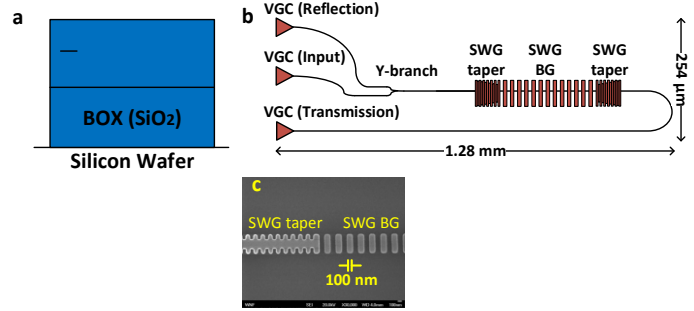 a
BOX (SiO2)
Silicon Wafer
b
VGC (Reflection)
VGC (Input)
Y-branch
SWG taper
SWG BG
SWG taper
VGC (Transmission)
254 µm
1.28 mm
c
SWG taper
SWG BG
100 nm